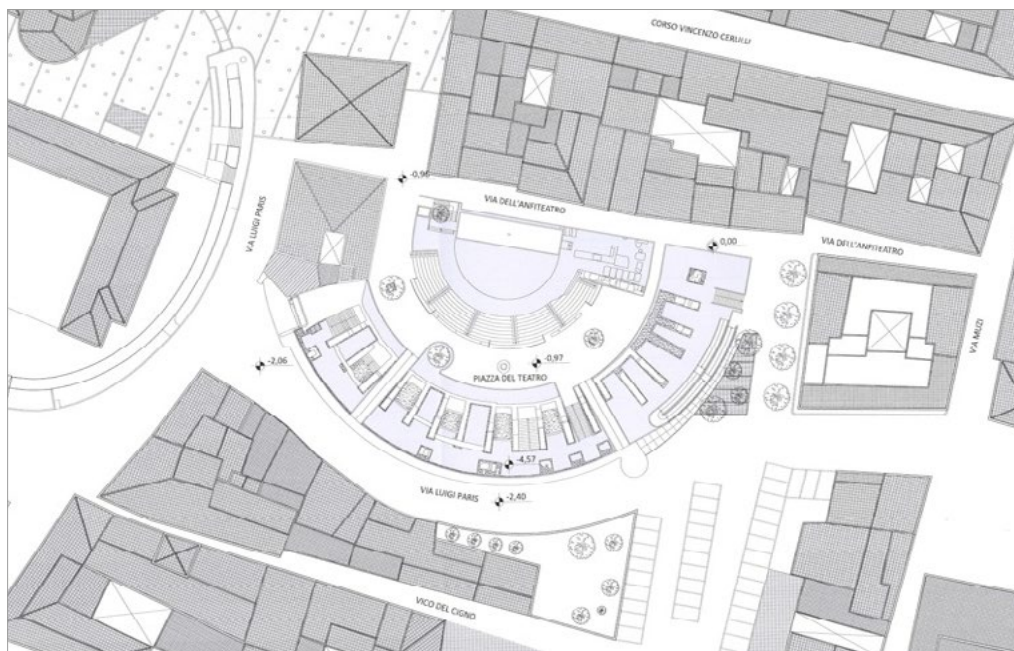 CORSO VINCENZO CERULLI
-0,96
VIA DELL'ANFITEATRO
VIA LUIGI PARIS
0,00
VIA DELL'ANFITEATRO
VIA MUZI
-2,06
-0,97
PIAZZA DEL TEATRO
-4,57
VIA LUIGI PARIS
-2,40
VICO DEL CIGNO